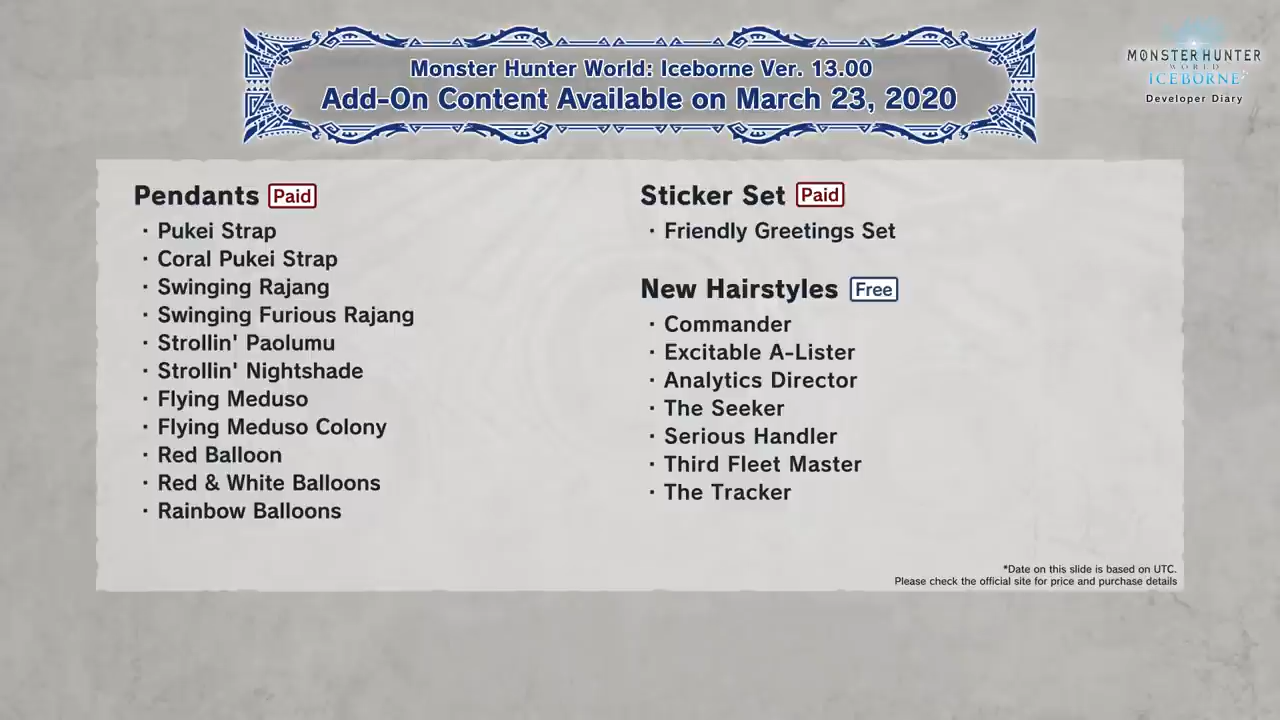 Monster Hunter World: Iceborne Ver. 13.00
Add-On Content Available on March 23, 2020
MONSTER HUNTER
WORLD
ICEBORNE
Developer Diary
Pendants Paid
· Pukei Strap
· Coral Pukei Strap
· Swinging Rajang
· Swinging Furious Rajang
· Strollin' Paolumu
· Strollin' Nightshade
· Flying Meduso
· Flying Meduso Colony
· Red Balloon
· Red & White Balloons
· Rainbow Balloons
Sticker Set Paid
· Friendly Greetings Set
New Hairstyles Free
· Commander
· Excitable A-Lister
· Analytics Director
· The Seeker
· Serious Handler
· Third Fleet Master
· The Tracker
*Date on this slide is based on UTC.
Please check the official site for price and purchase details